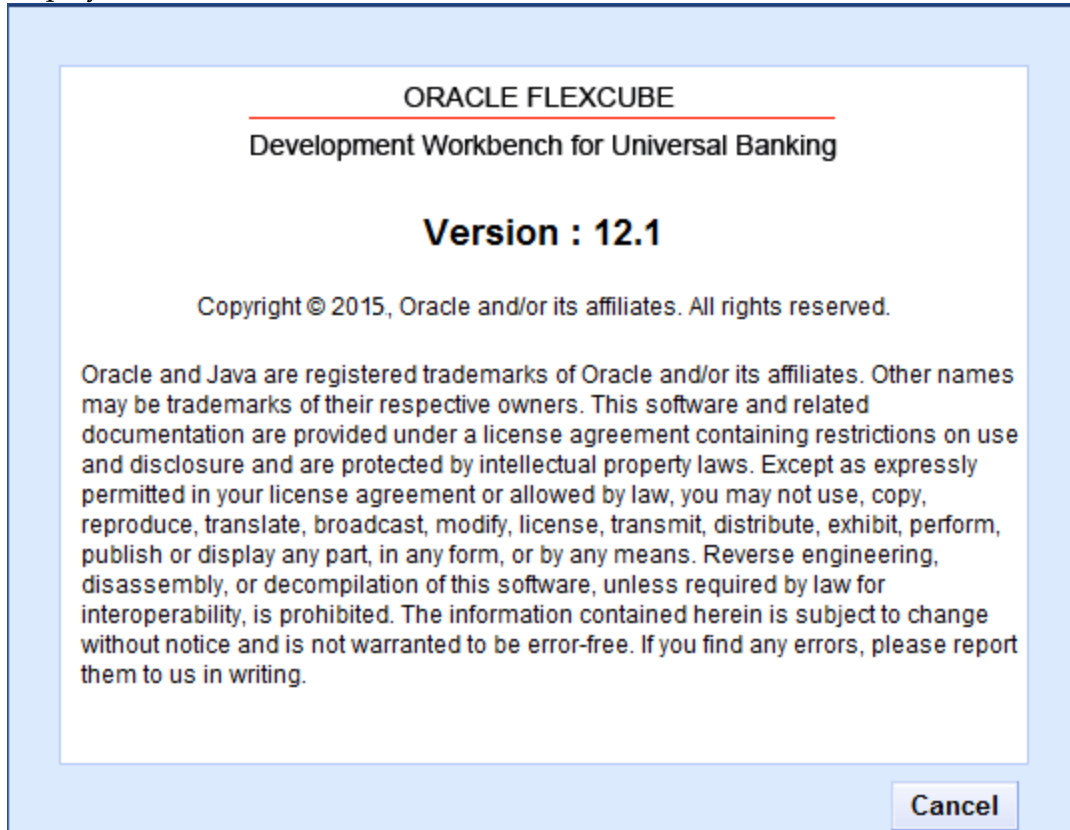 ORACLE FLEXCUBE
Development Workbench for Universal Banking
Version : 12.1
Copyright © 2015, Oracle and/or its affiliates. All rights reserved.
Oracle and Java are registered trademarks of Oracle and/or its affiliates. Other names
may be trademarks of their respective owners. This software and related
documentation are provided under a license agreement containing restrictions on use
and disclosure and are protected by intellectual property laws. Except as expressly
permitted in your license agreement or allowed by law, you may not use, copy,
reproduce, translate, broadcast, modify, license, transmit, distribute, exhibit, perform,
publish or display any part, in any form, or by any means. Reverse engineering,
disassembly, or decompilation of this software, unless required by law for
interoperability, is prohibited. The information contained herein is subject to change
without notice and is not warranted to be error-free. If you find any errors, please report
them to us in writing.
Cancel